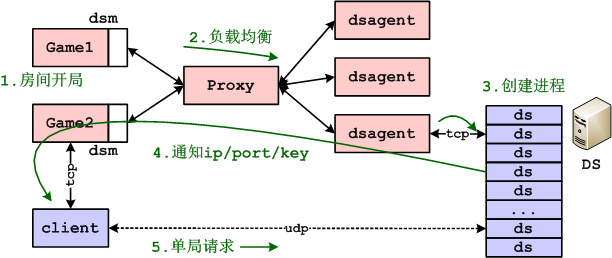 dsm
Game1
2.负载均衡
dsagent
1.房间开局
Proxy
dsagent
3.创建进程
Game2
dsm
dsagent
tcp
ds
ds
ds
ds
ds
...
ds
ds
DS
4.通知ip/port/key
tcp
client
udp
5.单局请求